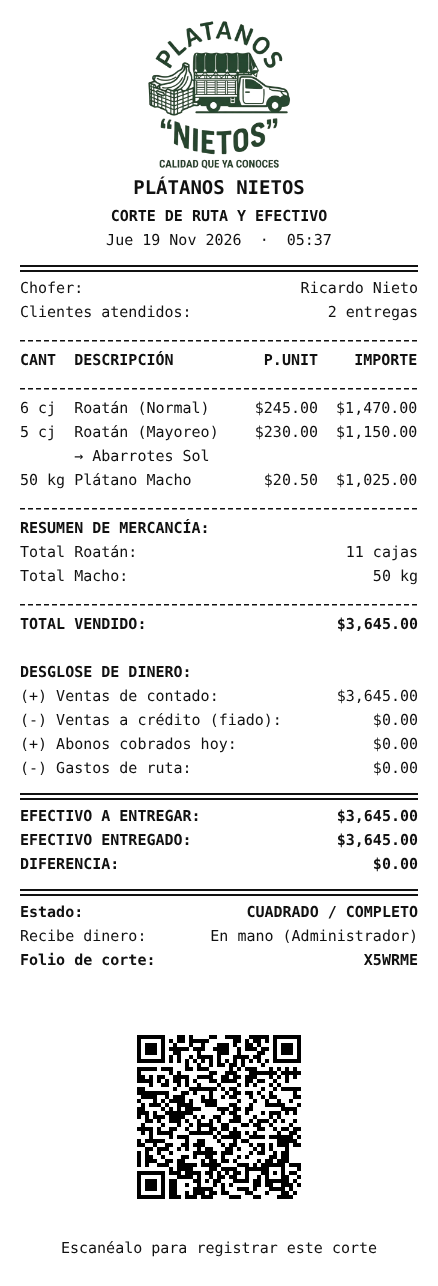 PLATANOS
“NIETOS”
CALIDAD QUE YA CONOCES
PLÁTANOS NIETOS
CORTE DE RUTA Y EFECTIVO
Jue 19 Nov 2026 · 05:37
Chofer: Ricardo Nieto
Clientes atendidos: 2 entregas
CANT DESCRIPCIÓN P.UNIT IMPORTE
6 cj Roatán (Normal) $245.00 $1,470.00
5 cj Roatán (Mayoreo) $230.00 $1,150.00
→ Abarrotes Sol
50 kg Plátano Macho $20.50 $1,025.00
RESUMEN DE MERCANCÍA:
Total Roatán: 11 cajas
Total Macho: 50 kg
TOTAL VENDIDO: $3,645.00
DESGLOSE DE DINERO:
(+) Ventas de contado: $3,645.00
(-) Ventas a crédito (fiado): $0.00
(+) Abonos cobrados hoy: $0.00
(-) Gastos de ruta: $0.00
EFECTIVO A ENTREGAR: $3,645.00
EFECTIVO ENTREGADO: $3,645.00
DIFERENCIA: $0.00
Estado: CUADRADO / COMPLETO
Recibe dinero: En mano (Administrador)
Folio de corte: X5WRME
Escanéalo para registrar este corte